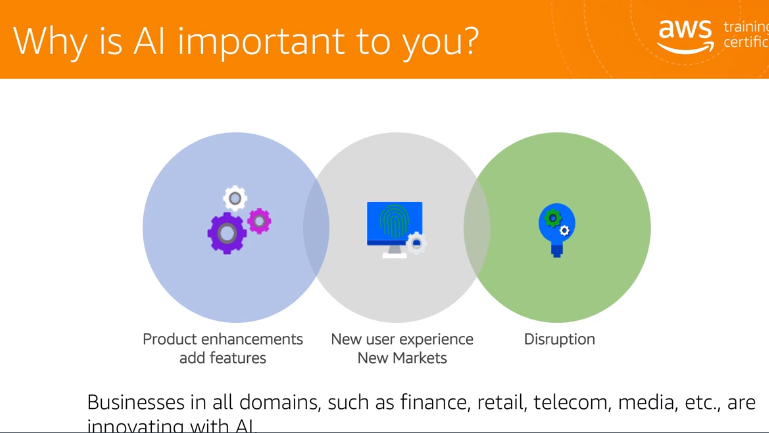 Why is AI important to you?
aws
training
certific
Product enhancements
add features
New user experience
New Markets
Disruption
Businesses in all domains, such as finance, retail, telecom, media, etc., are
innovating with AI